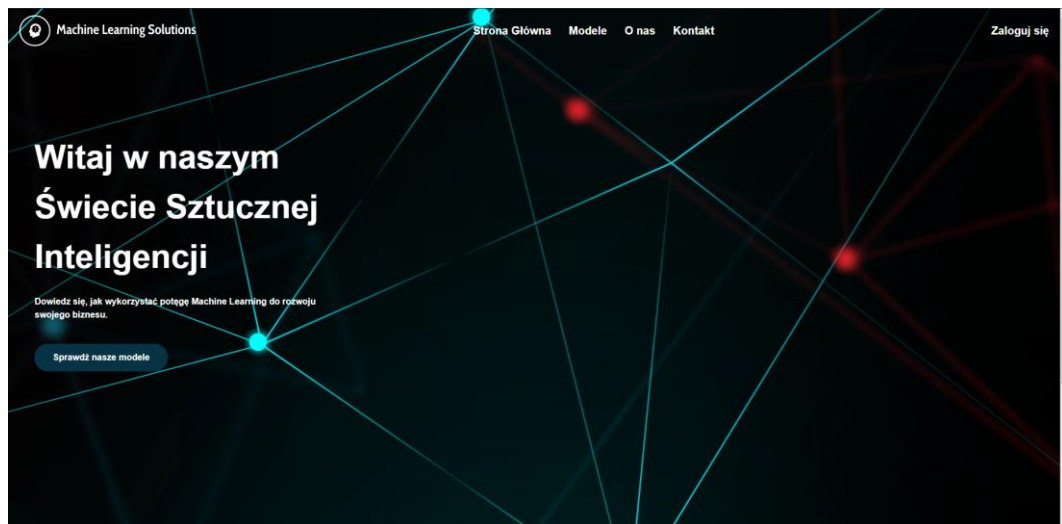 Machine Learning Solutions
Strona Główna Modele O nas Kontakt
Zaloguj się
Witaj w naszym
Świecie Sztucznej
Inteligencji
Dowiedz się, jak wykorzystać potęgę Machine Learning do rozwoju
swojego biznesu.
Sprawdź nasze modele